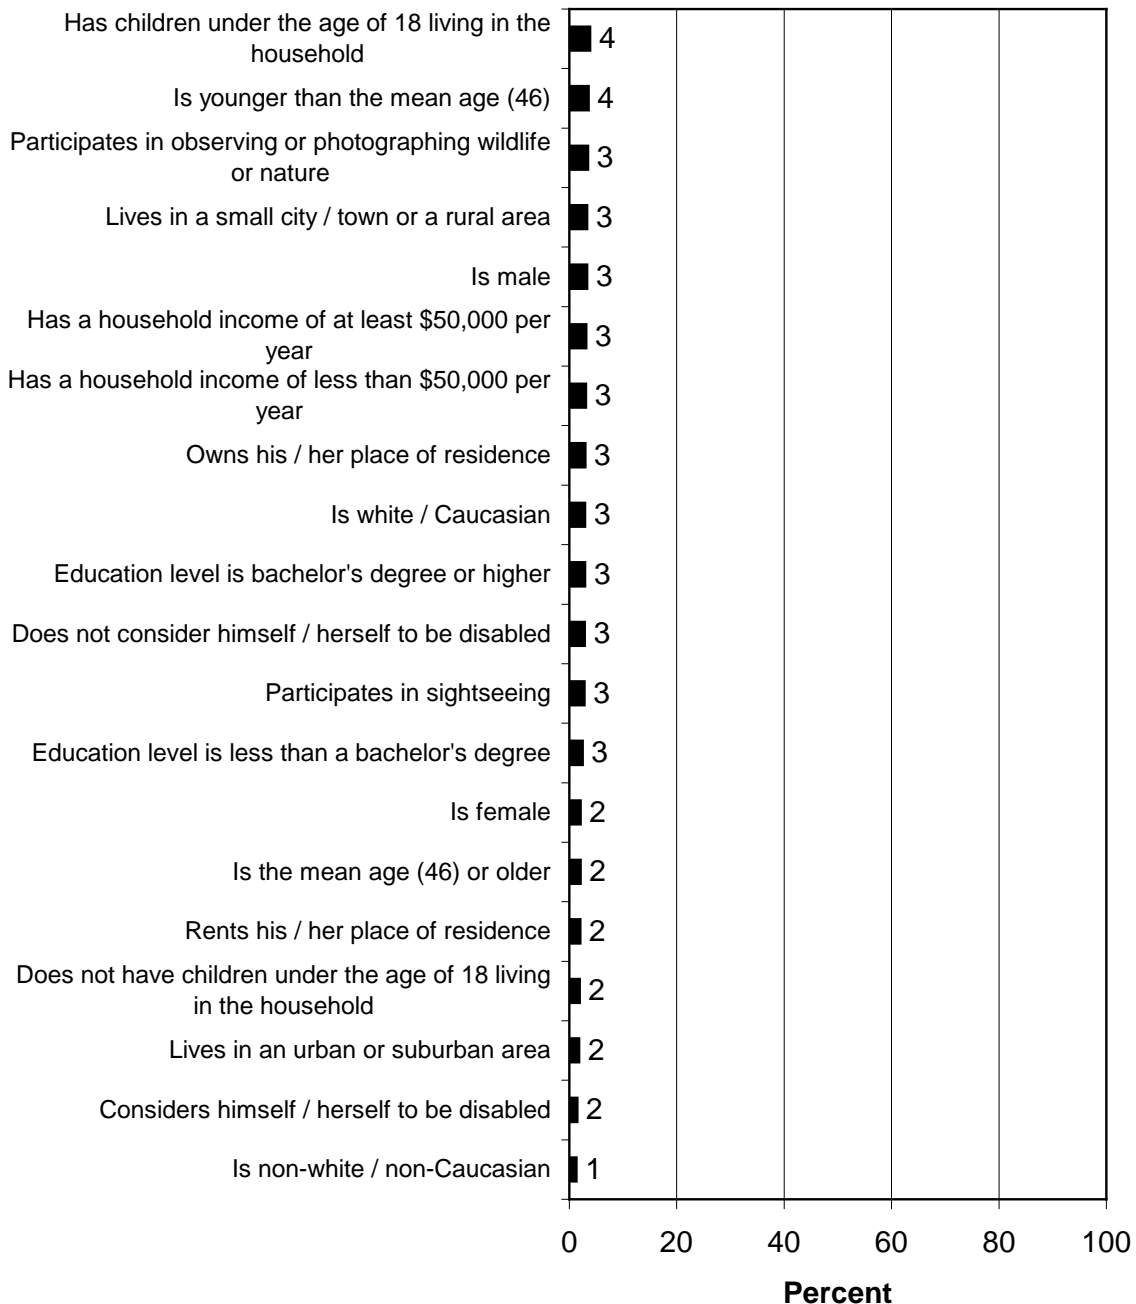 Has children under the age of 18 living in the
household
4
Is younger than the mean age (46)
4
Participates in observing or photographing wildlife
or nature
3
Lives in a small city / town or a rural area
3
Is male
3
Has a household income of at least $50,000 per
year
3
Has a household income of less than $50,000 per
year
3
Owns his / her place of residence
3
Is white / Caucasian
3
Education level is bachelor's degree or higher
3
Does not consider himself / herself to be disabled
3
Participates in sightseeing
3
Education level is less than a bachelor's degree
3
Is female
2
Is the mean age (46) or older
2
Rents his / her place of residence
2
Does not have children under the age of 18 living
in the household
2
Lives in an urban or suburban area
2
Considers himself / herself to be disabled
2
Is non-white / non-Caucasian
1
0 20 40 60 80 100
Percent